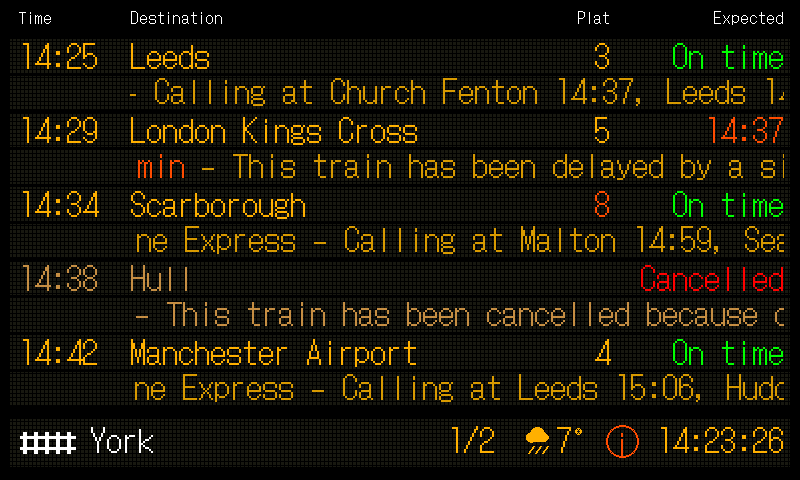 Time Destination Plat Expected
14:25 Leeds 3 On time
- Calling at Church Fenton 14:37, Leeds
14:29 London Kings Cross 5 14:37
min - This train has been delayed by a
14:34 Scarborough 8 On time
ne Express - Calling at Malton 14:59,
14:38 Hull Cancelled
- This train has been cancelled because
14:42 Manchester Airport 4 On time
ne Express - Calling at Leeds 15:06,
York 1/2 7° i 14:23:26